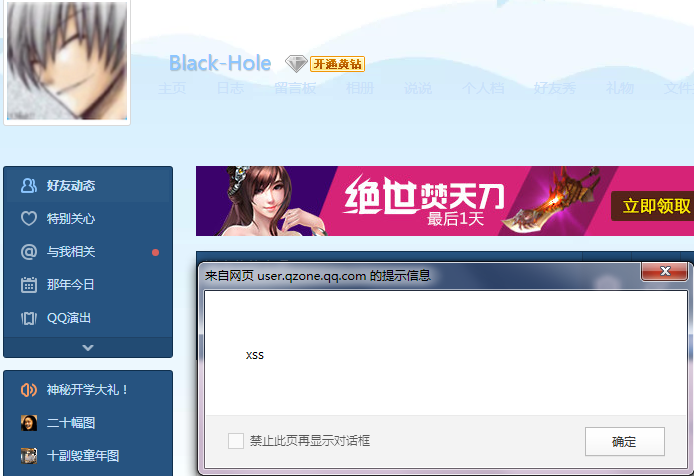 Black-Hole
开通黄钻
主页 日志 留言板 相册 说说 个人档 好友秀 礼物 文件
好友动态
特别关心
与我相关
那年今日
QQ演出
神秘开学大礼!
二十幅图
十副毁童年图
绝世焚天刀
最后1天
立即领取
来自网页 user.qzone.qq.com 的提示信息
xss
禁止此页再显示对话框
确定